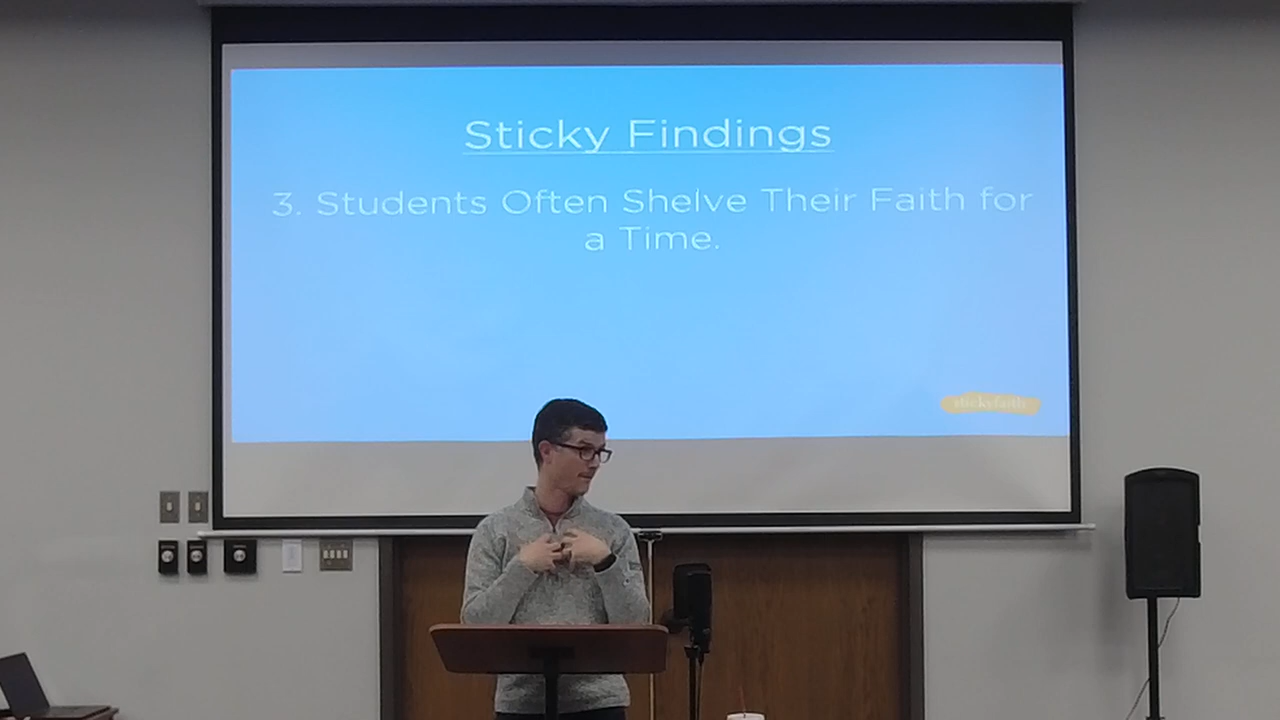 Sticky Findings
3. Students Often Shelve Their Faith for
a Time.
stickyfaith